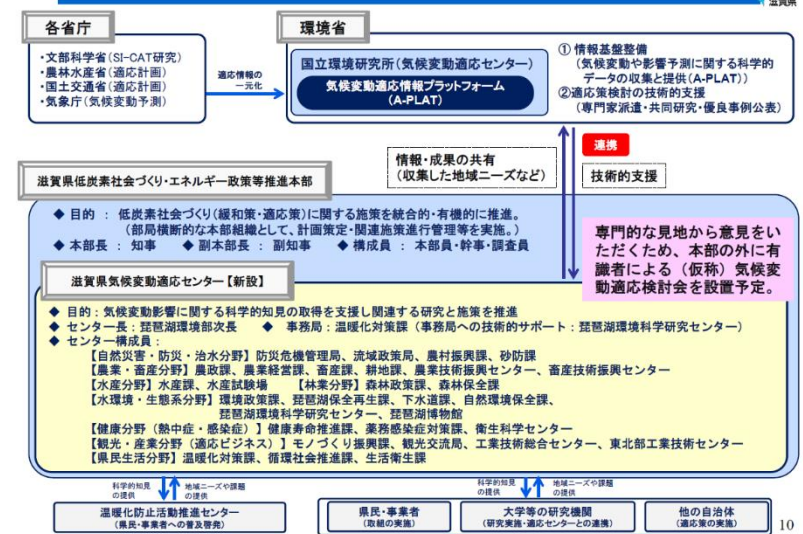 滋賀県
各省庁
・文部科学省(SI-CAT研究)
・農林水産省(適応計画)
・国土交通省(適応計画)
・気象庁(気候変動予測)
適応情報の
一元化
環境省
国立環境研究所(気候変動適応センター)
気候変動適応情報プラットフォーム
(A-PLAT)
① 情報基盤整備
(気候変動や影響予測に関する科学的
データの収集と提供(A-PLAT))
②適応策検討の技術的支援
(専門家派遣・共同研究・優良事例公表)
情報・成果の共有
(収集した地域ニーズなど)
連携
技術的支援
滋賀県低炭素社会づくり・エネルギー政策等推進本部
◆ 目的 : 低炭素社会づくり(緩和策・適応策)に関する施策を統合的・有機的に推進。
(部局横断的な本部組織として、計画策定・関連施策進行管理等を実施。)
◆ 本部長 : 知事 ◆ 副本部長 : 副知事 ◆ 構成員 : 本部員・幹事・調査員
専門的な見地から意見をい
ただくため、本部の外に有
識者による(仮称)気候変
動適応検討会を設置予定。
滋賀県気候変動適応センター【新設】
◆ 目的:気候変動影響に関する科学的知見の取得を支援し関連する研究と施策を推進
◆ センター長:琵琶湖環境部次長 ◆ 事務局:温暖化対策課(事務局への技術的サポート:琵琶湖環境科学研究センター)
◆ センター構成員:
【自然災害・防災・治水分野】防災危機管理局、流域政策局、農村振興課、砂防課
【農業・畜産分野】農政課、農業経営課、畜産課、耕地課、農業技術振興センター、畜産技術振興センター
【水産分野】水産課、水産試験場 【林業分野】森林政策課、森林保全課
【水環境・生態系分野】環境政策課、琵琶湖保全再生課、下水道課、自然環境保全課、
琵琶湖環境科学研究センター、琵琶湖博物館
【健康分野(熱中症・感染症)】健康寿命推進課、薬務感染症対策課、衛生科学センター
【観光・産業分野(適応ビジネス)】モノづくり振興課、観光交流局、工業技術総合センター、東北部工業技術センター
【県民生活分野】温暖化対策課、循環社会推進課、生活衛生課
科学的知見
の提供
地域ニーズや課題
の提供
科学的知見
の提供
地域ニーズや課題
の提供
温暖化防止活動推進センター
(県民・事業者への普及啓発)
県民・事業者
(取組の実施)
大学等の研究機関
(研究実施・適応センターとの連携)
他の自治体
(適応策の実施)
10